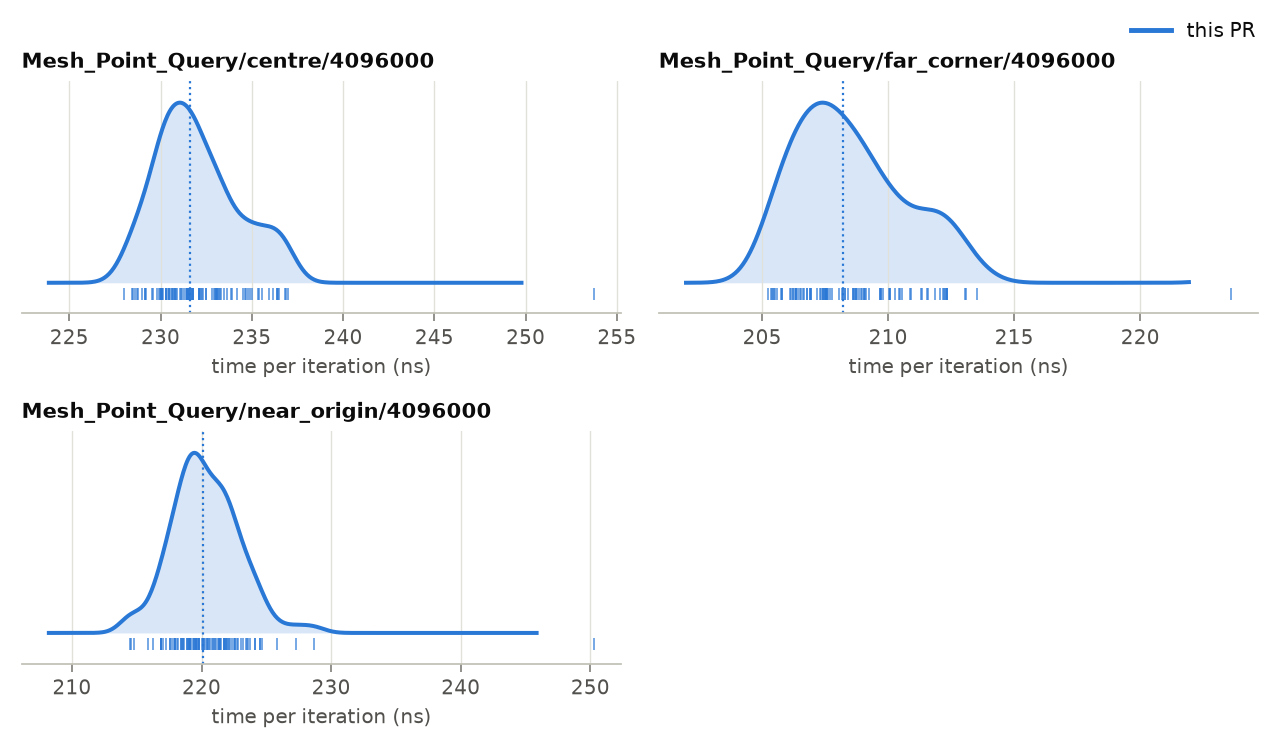 this PR
Mesh_Point_Query/centre/4096000
225 230 235 240 245 250 255
time per iteration (ns)
Mesh_Point_Query/far_corner/4096000
205 210 215 220
time per iteration (ns)
Mesh_Point_Query/near_origin/4096000
210 220 230 240 250
time per iteration (ns)